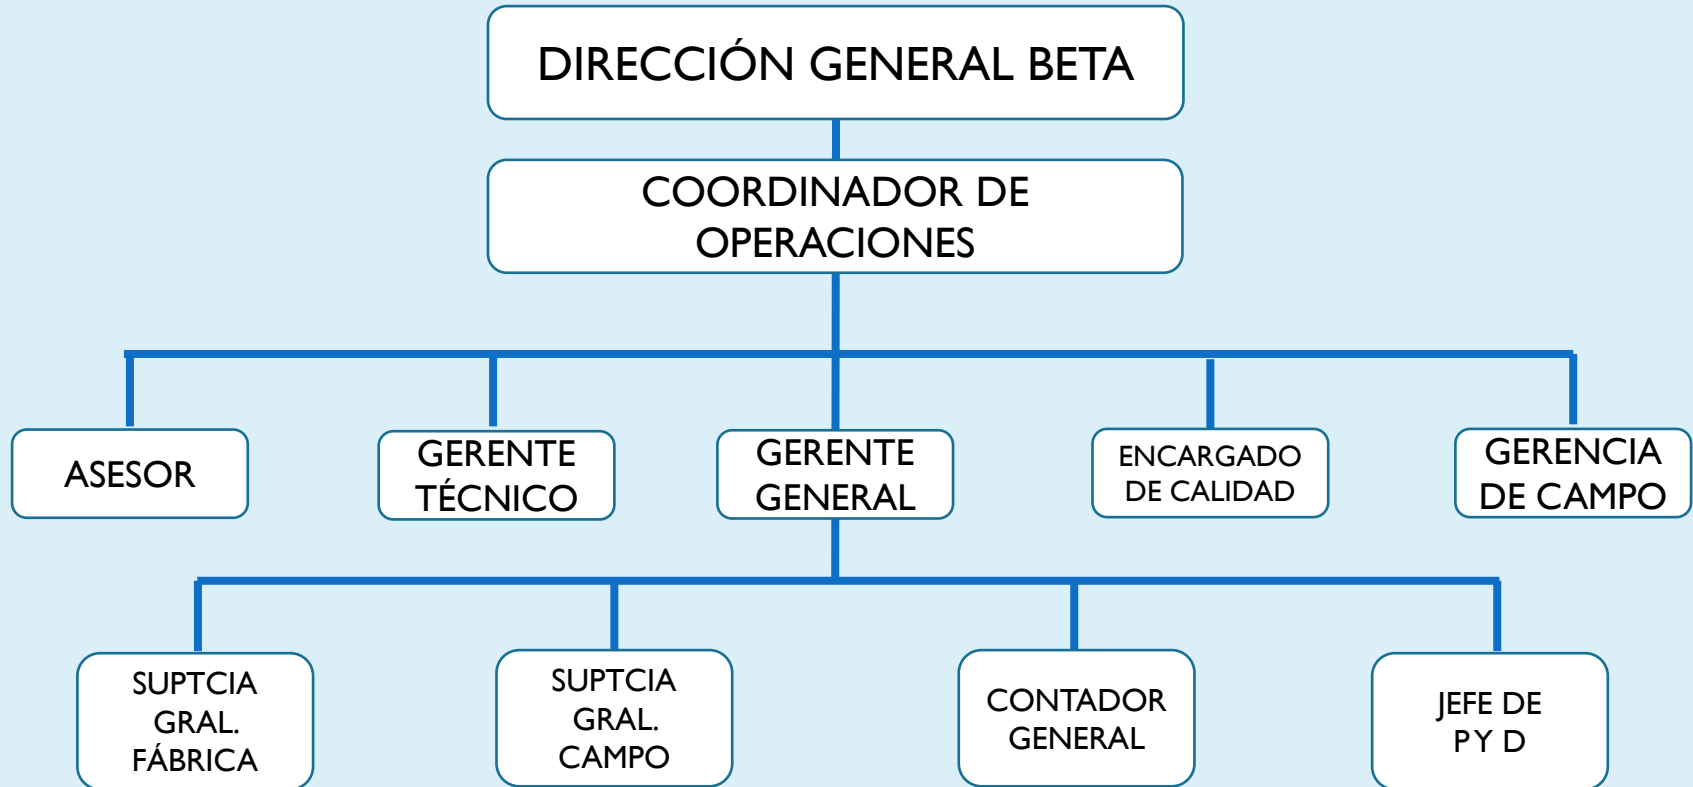 DIRECCIÓN GENERAL BETA
COORDINADOR DE
OPERACIONES
ASESOR
GERENTE
TÉCNICO
GERENTE
GENERAL
ENCARGADO
DE CALIDAD
GERENCIA
DE CAMPO
SUPTCIA
GRAL.
FÁBRICA
SUPTCIA
GRAL.
CAMPO
CONTADOR
GENERAL
JEFE DE
P Y D